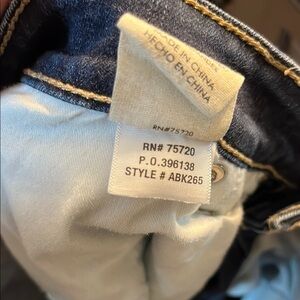 MADE IN CHINA
HECHO EN CHINA
RN#75720
RN# 75720
P.O.396138
STYLE # ABK265